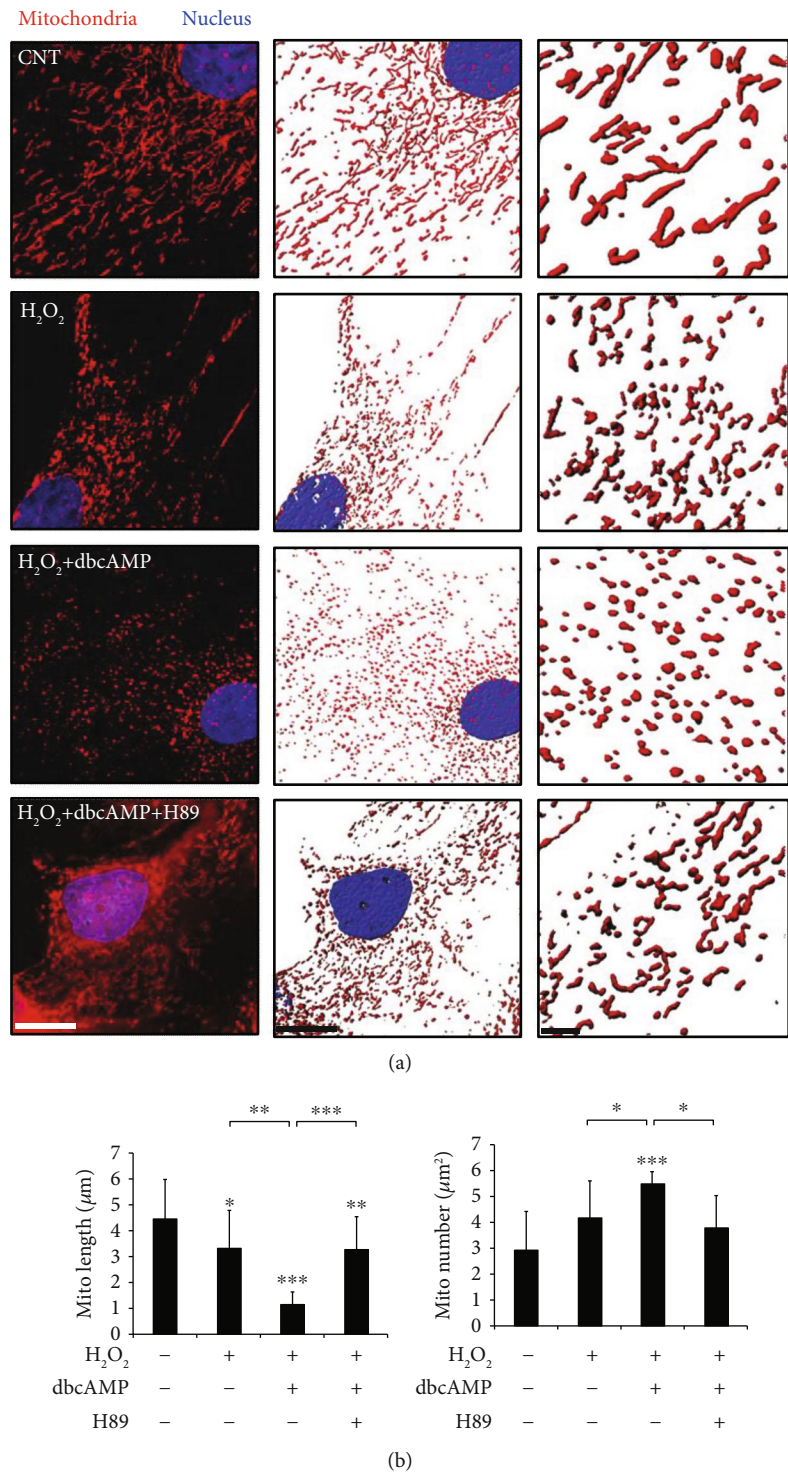 Mitochondria Nucleus
CNT
H₂O₂
H₂O₂+dbcAMP
H₂O₂+dbcAMP+H89
(a)
** ***
7
6
5
4
3
2
1
0
Mito length (μm)
* *** **
H₂O₂ − + + +
dbcAMP − − + +
H89 − − − +
* *
7
6
5
4
3
2
1
0
Mito number (μm²)
***
H₂O₂ − + + +
dbcAMP − − + +
H89 − − − +
(b)